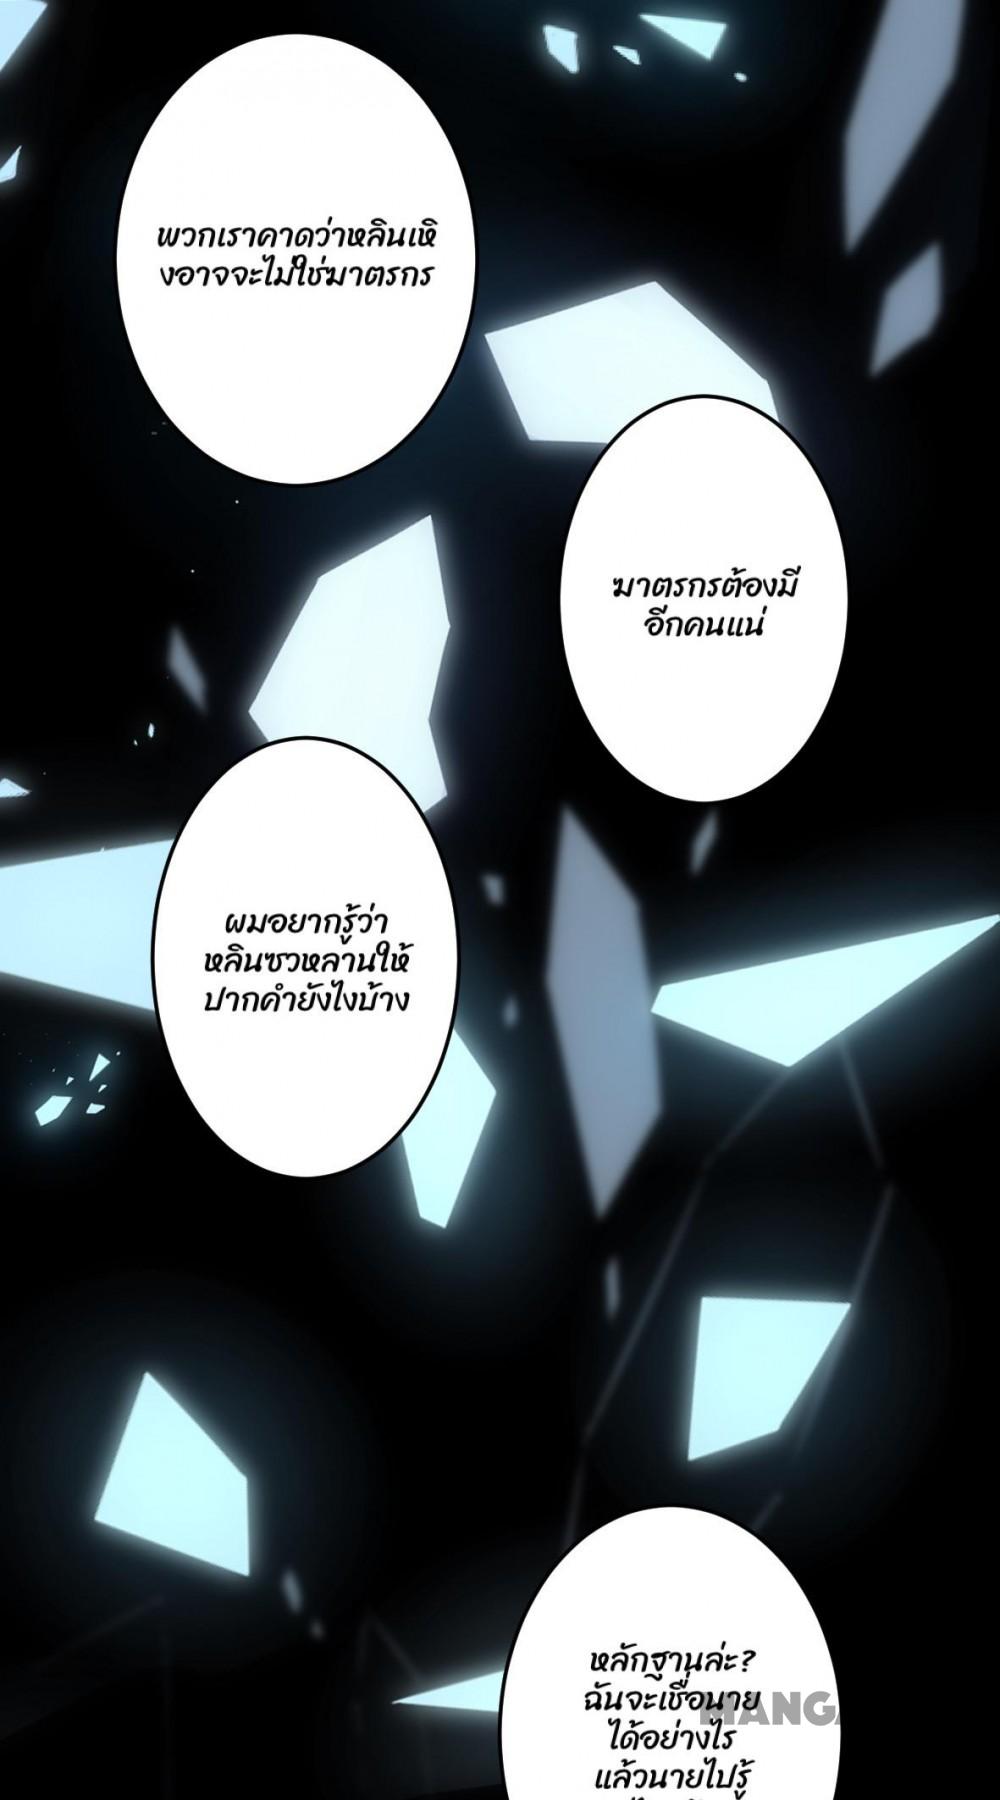 พวกเราคาดว่าหลินเหิ
งอาจจะไม่ใช่ฆาตรกร
ฆาตรกรต้องมี
อีกคนแน่
ผมอยากรู้ว่า
หลินซวหลานให้
ปากคำยังไงบ้าง
หลักฐานล่ะ?
ฉันจะเชื่อนาย
MANGA
ได้อย่างไร
แล้วนายไปรู้